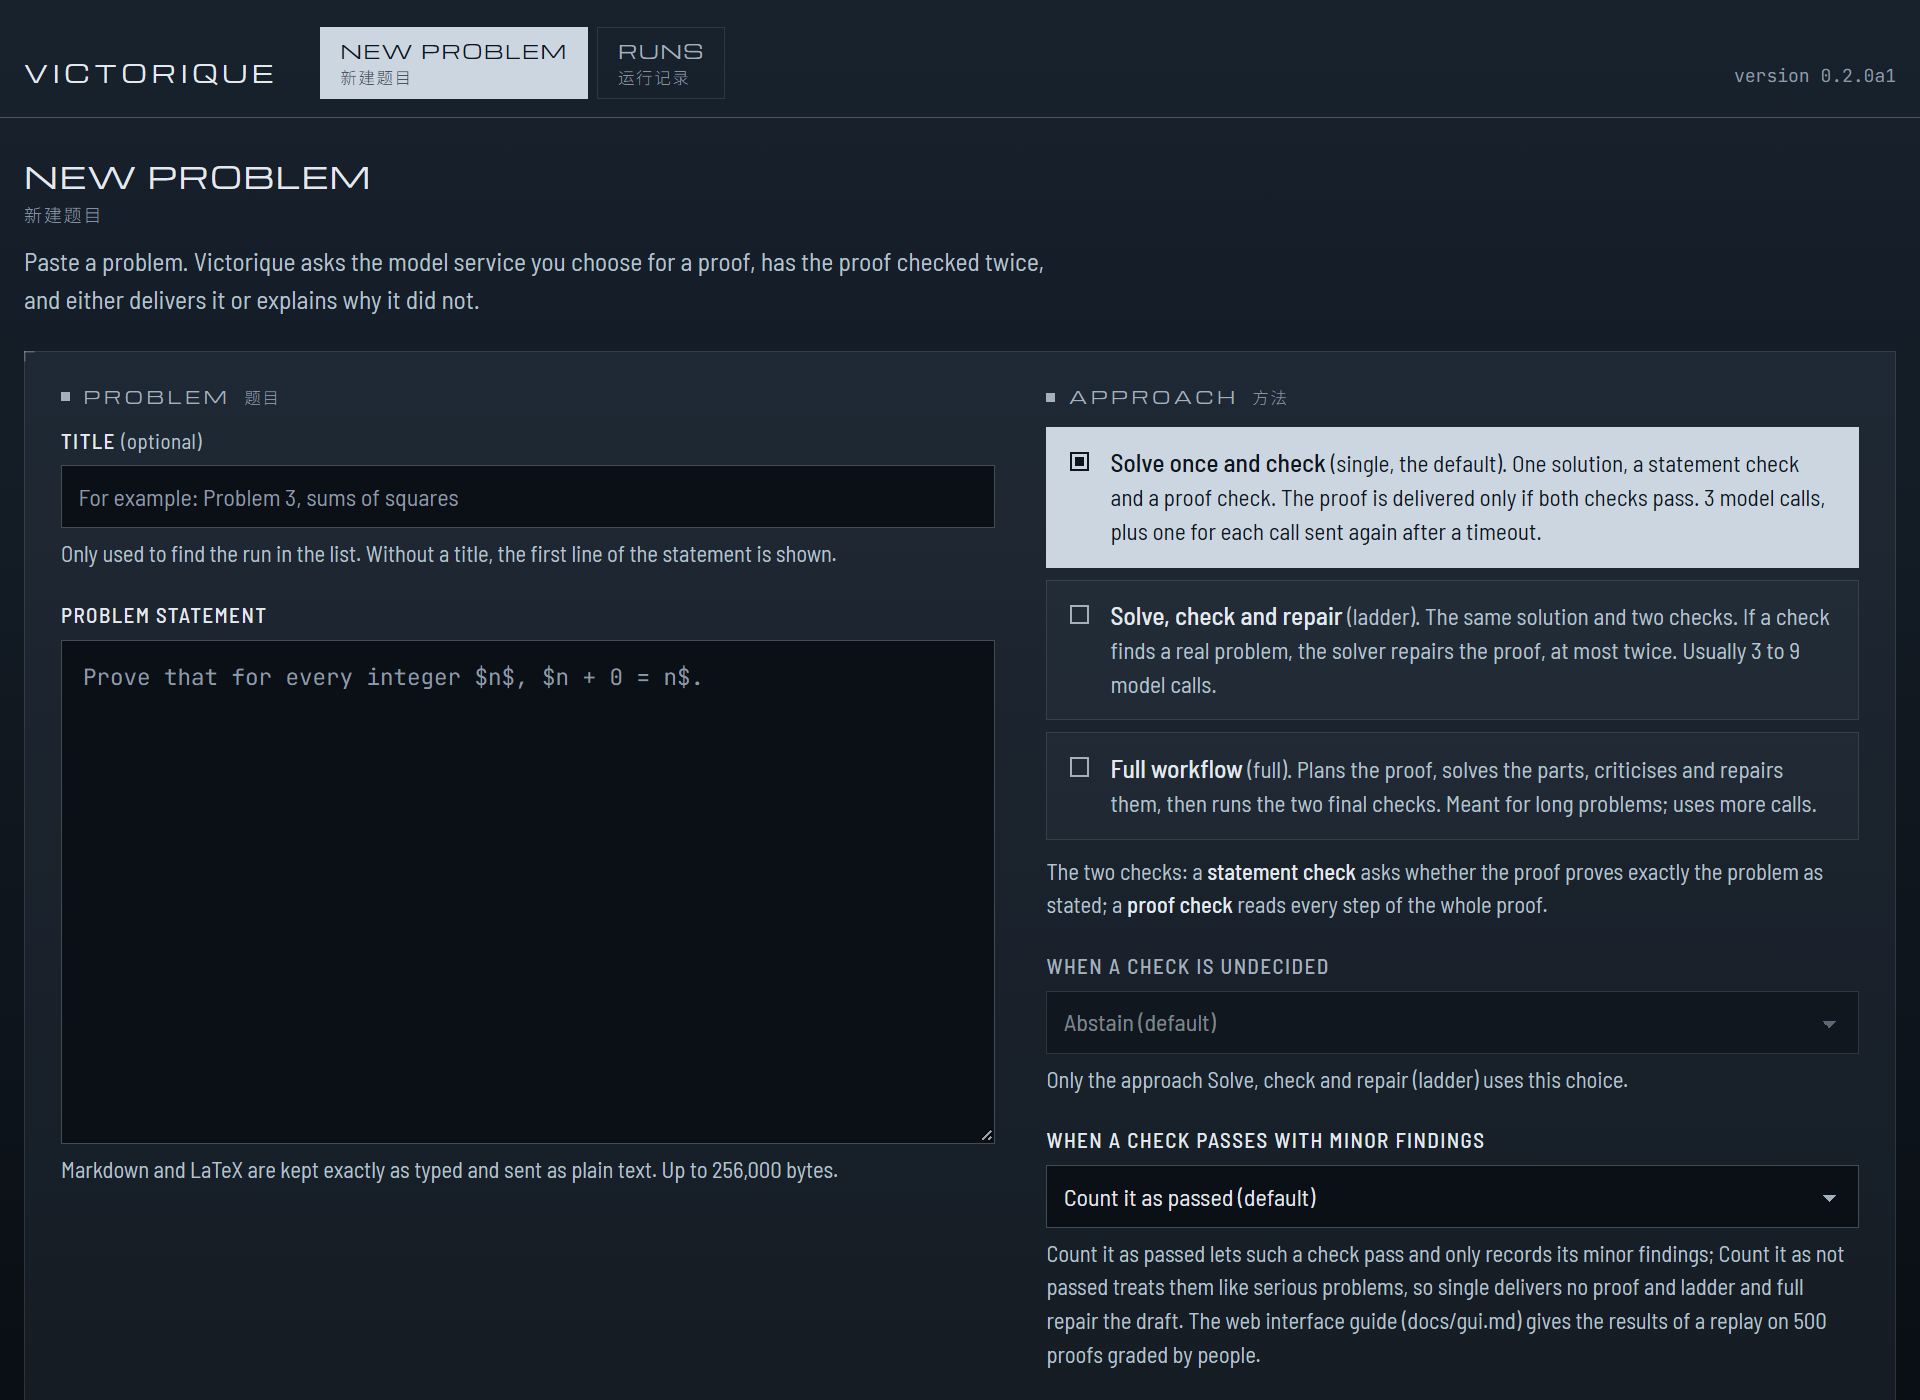 VICTORIQUE
NEW PROBLEM
新建题目
RUNS
运行记录
version 0.2.0a1
NEW PROBLEM
新建题目
Paste a problem. Victorique asks the model service you choose for a proof, has the proof checked twice,
and either delivers it or explains why it did not.
PROBLEM 题目
TITLE (optional)
For example: Problem 3, sums of squares
Only used to find the run in the list. Without a title, the first line of the statement is shown.
PROBLEM STATEMENT
Prove that for every integer $n$, $n + 0 = n$.
Markdown and LaTeX are kept exactly as typed and sent as plain text. Up to 256,000 bytes.
APPROACH 方法
Solve once and check (single, the default). One solution, a statement check
and a proof check. The proof is delivered only if both checks pass. 3 model calls,
plus one for each call sent again after a timeout.
Solve, check and repair (ladder). The same solution and two checks. If a check
finds a real problem, the solver repairs the proof, at most twice. Usually 3 to 9
model calls.
Full workflow (full). Plans the proof, solves the parts, criticises and repairs
them, then runs the two final checks. Meant for long problems; uses more calls.
The two checks: a statement check asks whether the proof proves exactly the problem as
stated; a proof check reads every step of the whole proof.
WHEN A CHECK IS UNDECIDED
Abstain (default)
Only the approach Solve, check and repair (ladder) uses this choice.
WHEN A CHECK PASSES WITH MINOR FINDINGS
Count it as passed (default)
Count it as passed lets such a check pass and only records its minor findings; Count it as not
passed treats them like serious problems, so single delivers no proof and ladder and full
repair the draft. The web interface guide (docs/gui.md) gives the results of a replay on 500
proofs graded by people.